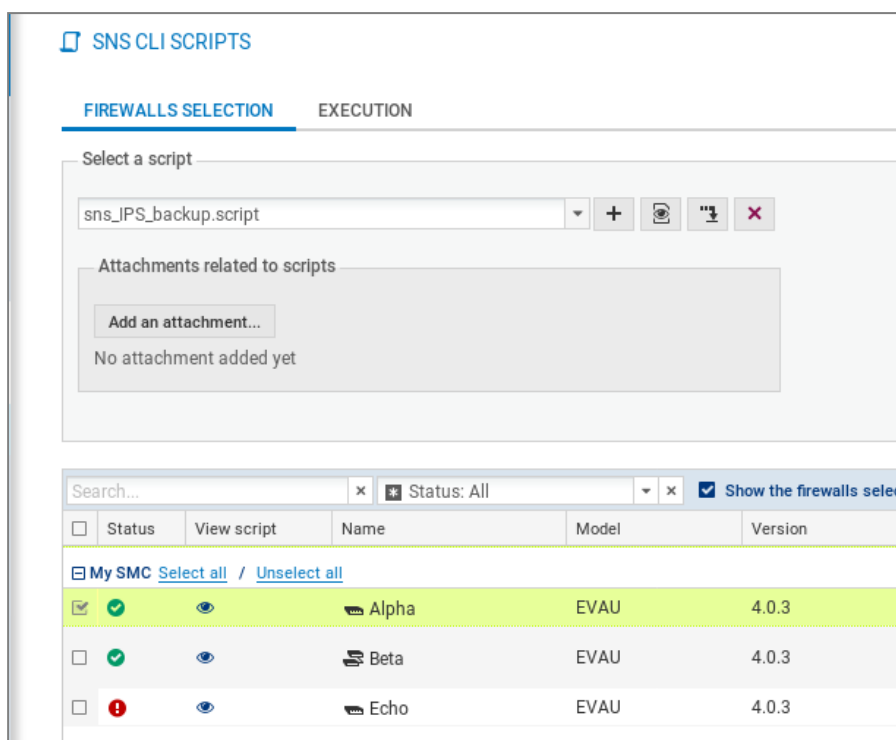 SNS CLI SCRIPTS
FIREWALLS SELECTION EXECUTION
Select a script
sns_IPS_backup.script
Attachments related to scripts
Add an attachment...
No attachment added yet
Search... Status: All Show the firewalls
Status View script Name Model Version
My SMC Select all / Unselect all
Alpha EVAU 4.0.3
Beta EVAU 4.0.3
Echo EVAU 4.0.3